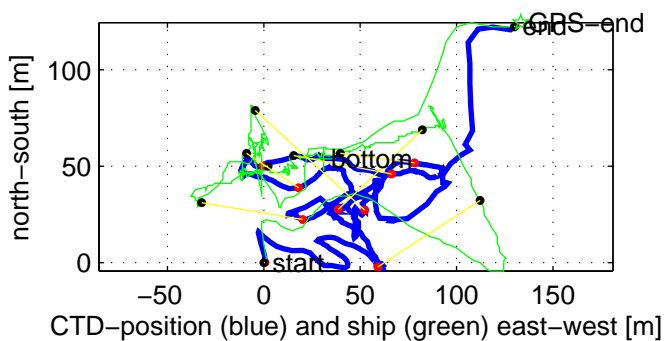 GPS−end
end
100
50
bottom
0
start
−50 0 50 100 150
north−south [m]
CTD−position (blue) and ship (green) east−west [m]